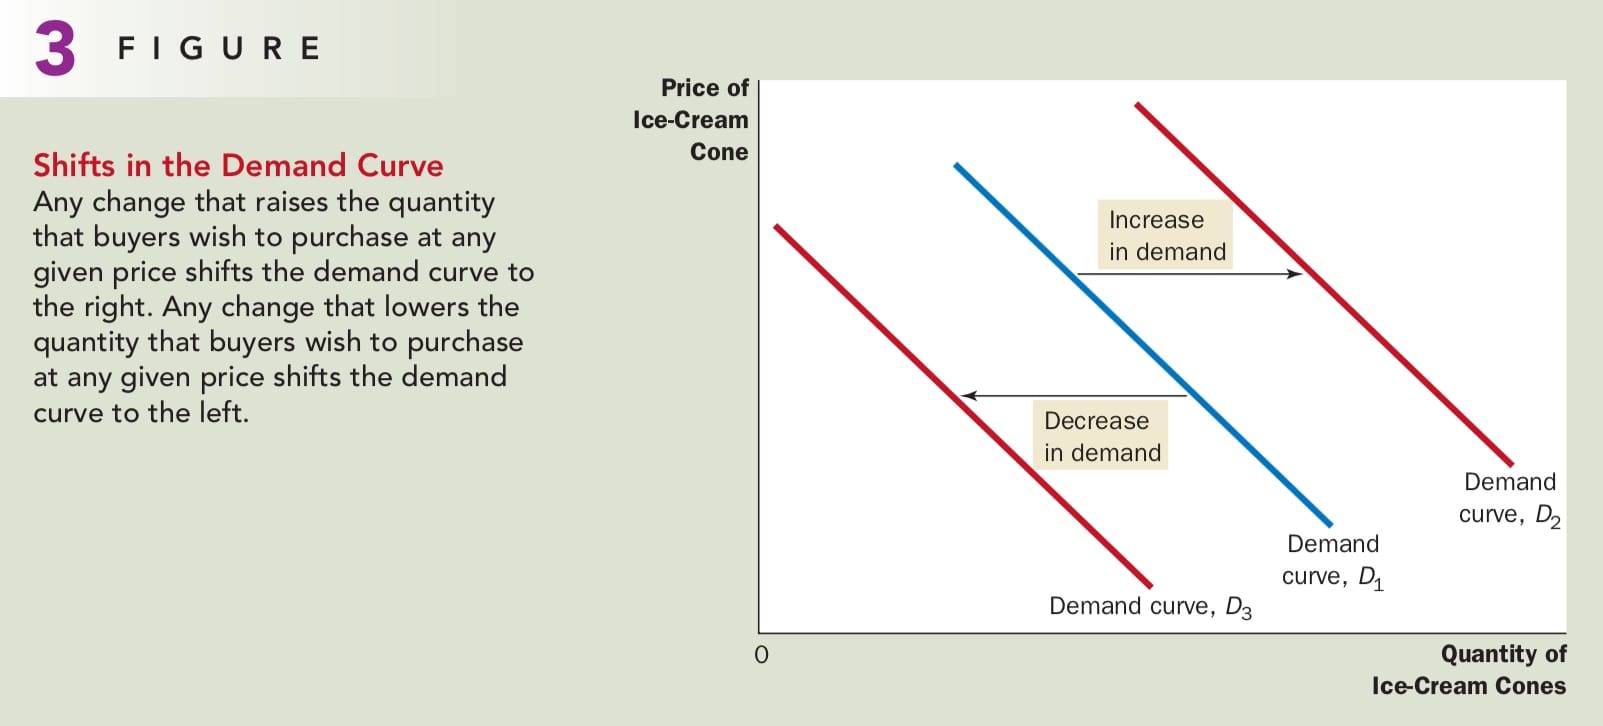 3 FIGURE
Shifts in the Demand Curve
Any change that raises the quantity
that buyers wish to purchase at any
given price shifts the demand curve to
the right. Any change that lowers the
quantity that buyers wish to purchase
at any given price shifts the demand
curve to the left.
Price of
Ice-Cream
Cone
Increase
in demand
Decrease
in demand
Demand
curve, D2
Demand
curve, D1
Demand curve, D3
0
Quantity of
Ice-Cream Cones